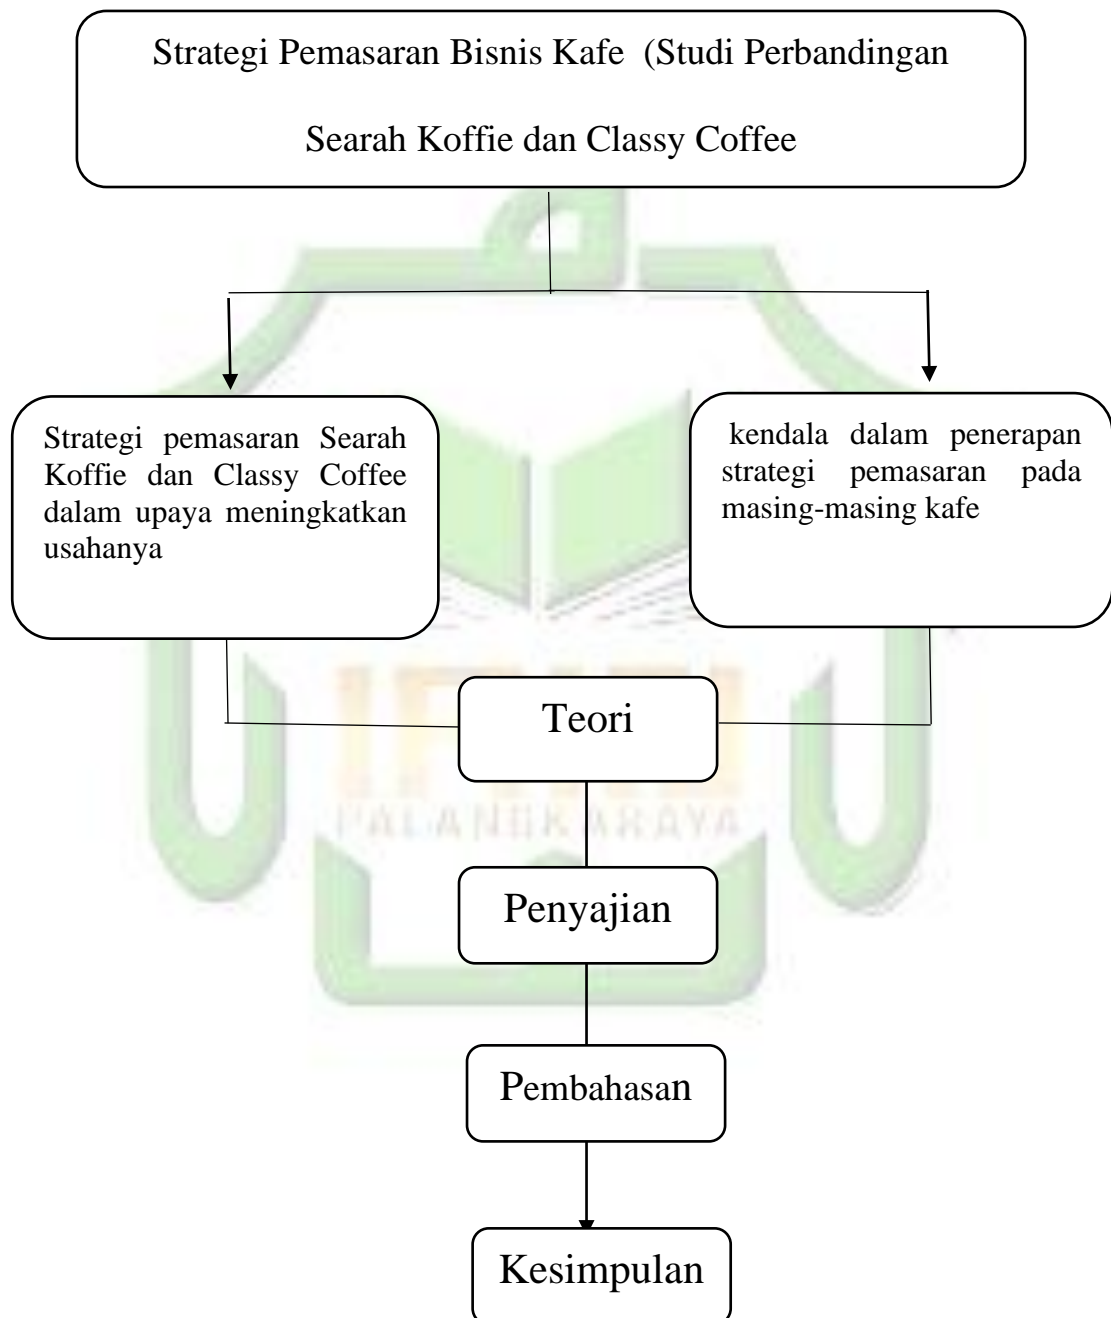 Strategi Pemasaran Bisnis Kafe (Studi Perbandingan
Searah Koffie dan Classy Coffee
Strategi pemasaran Searah
Koffie dan Classy Coffee
dalam upaya meningkatkan
usahanya
kendala dalam penerapan
strategi pemasaran pada
masing-masing kafe
Teori
PALANGKARAYA
Penyajian
Pembahasan
Kesimpulan